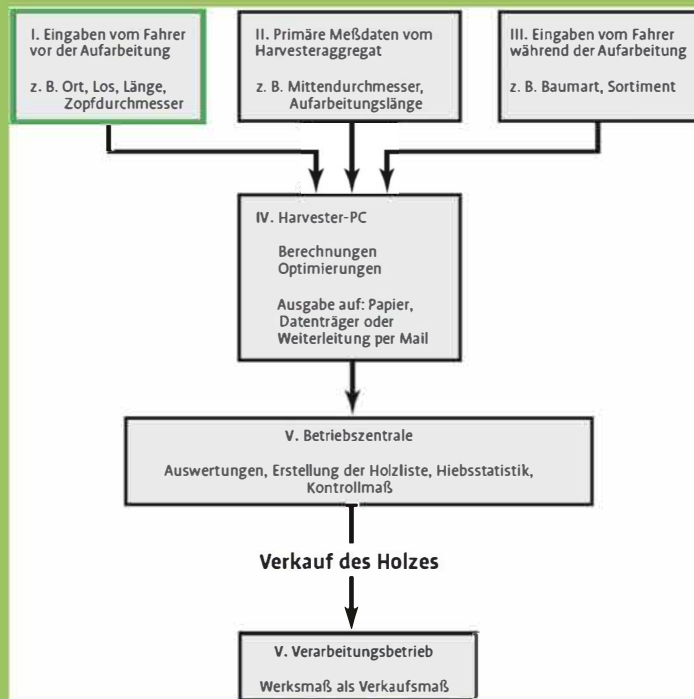 I. Eingaben vom Fahrer
vor der Aufarbeitung
z. B. Ort, Los, Länge,
Zopfdurchmesser
II. Primäre Meßdaten vom
Harvesteraggregat
z. B. Mittendurchmesser,
Aufarbeitungslänge
III. Eingaben vom Fahrer
während der Aufarbeitung
z. B. Baumart, Sortiment
IV. Harvester-PC
Berechnungen
Optimierungen
Ausgabe auf: Papier,
Datenträger oder
Weiterleitung per Mail
V. Betriebszentrale
Auswertungen, Erstellung der Holzliste, Hiebsstatistik,
Kontrollmaß
Verkauf des Holzes
V. Verarbeitungsbetrieb
Werksmaß als Verkaufsmaß